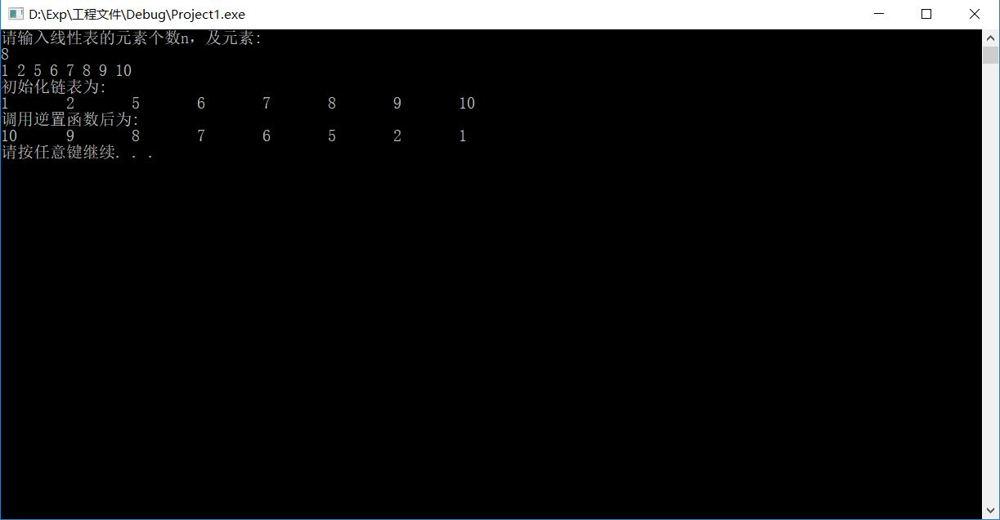 D:\Exp\工程文件\Debug\Project1.exe
请输入线性表的元素个数n，及元素:
8
1 2 5 6 7 8 9 10
初始化链表为:
1       2       5       6       7       8       9       10
调用逆置函数后为:
10      9       8       7       6       5       2       1
请按任意键继续. . .